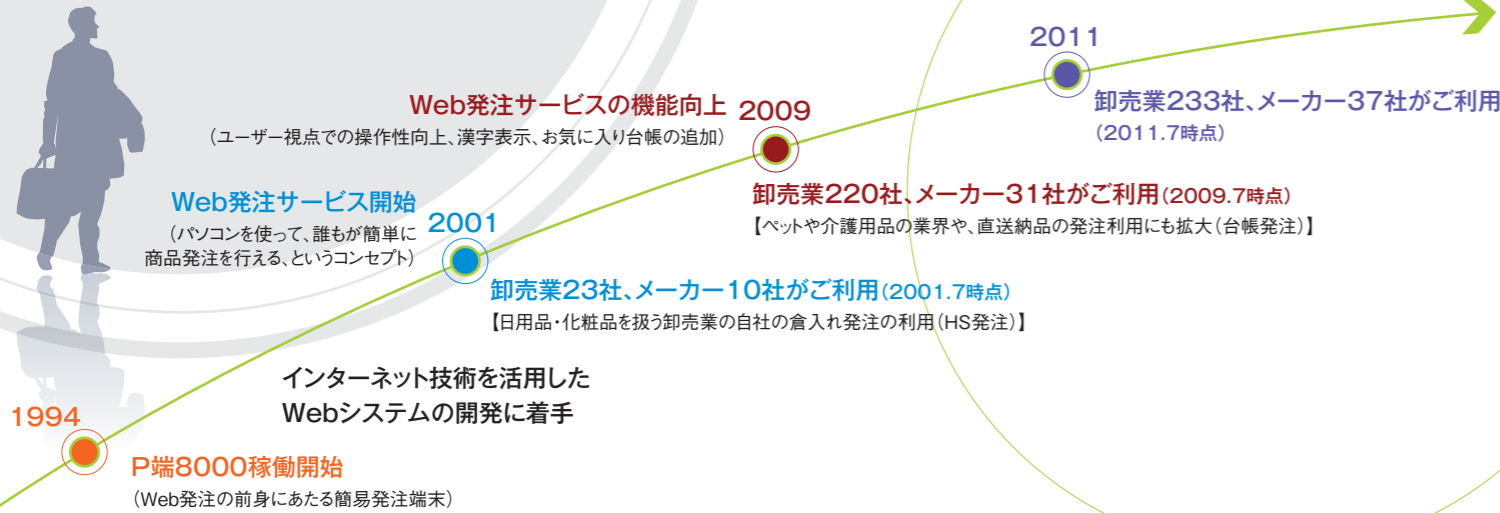 2011
卸売業233社、メーカー37社がご利用
(2011.7時点)
Web発注サービスの機能向上
(ユーザー視点での操作性向上、漢字表示、お気に入り台帳の追加)
2009
卸売業220社、メーカー31社がご利用(2009.7時点)
【ペットや介護用品の業界や、直送納品の発注利用にも拡大(台帳発注)】
Web発注サービス開始
(パソコンを使って、誰もが簡単に
商品発注を行える、というコンセプト)
2001
卸売業23社、メーカー10社がご利用(2001.7時点)
【日用品・化粧品を扱う卸売業の自社の倉入れ発注の利用(HS発注)】
インターネット技術を活用した
Webシステムの開発に着手
1994
P端8000稼働開始
(Web発注の前身にあたる簡易発注端末)